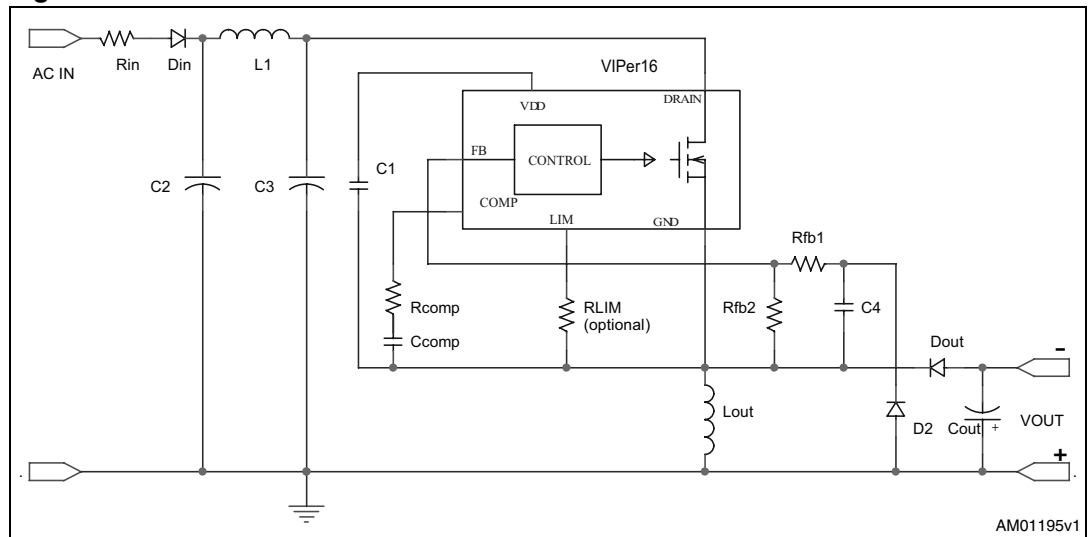 AC IN
Rin
Din
L1
VIPer16
VDD
DRAIN
FB
CONTROL
C1
C2
C3
COMP
LIM
GND
Rfb1
Rcomp
RLIM
(optional)
Rfb2
C4
Ccomp
Dout
-
Lout
D2
Cout
+
VOUT
+
AM01195v1